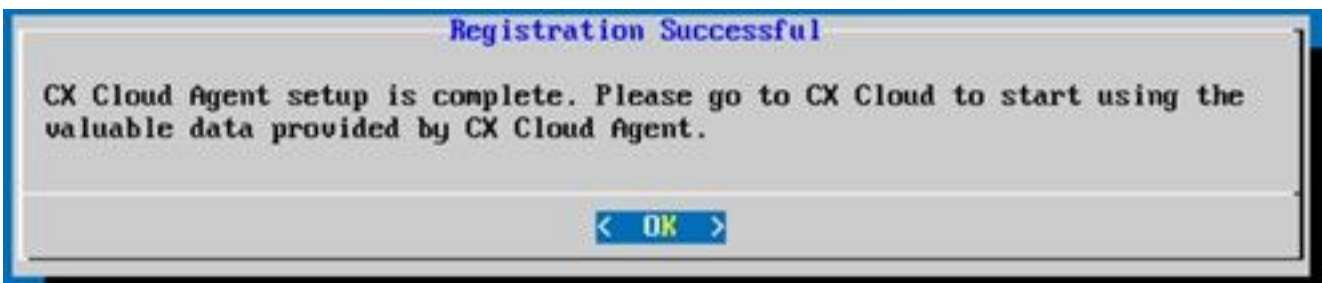 Registration Successful
CX Cloud Agent setup is complete. Please go to CX Cloud to start using the
valuable data provided by CX Cloud Agent.
< OK >